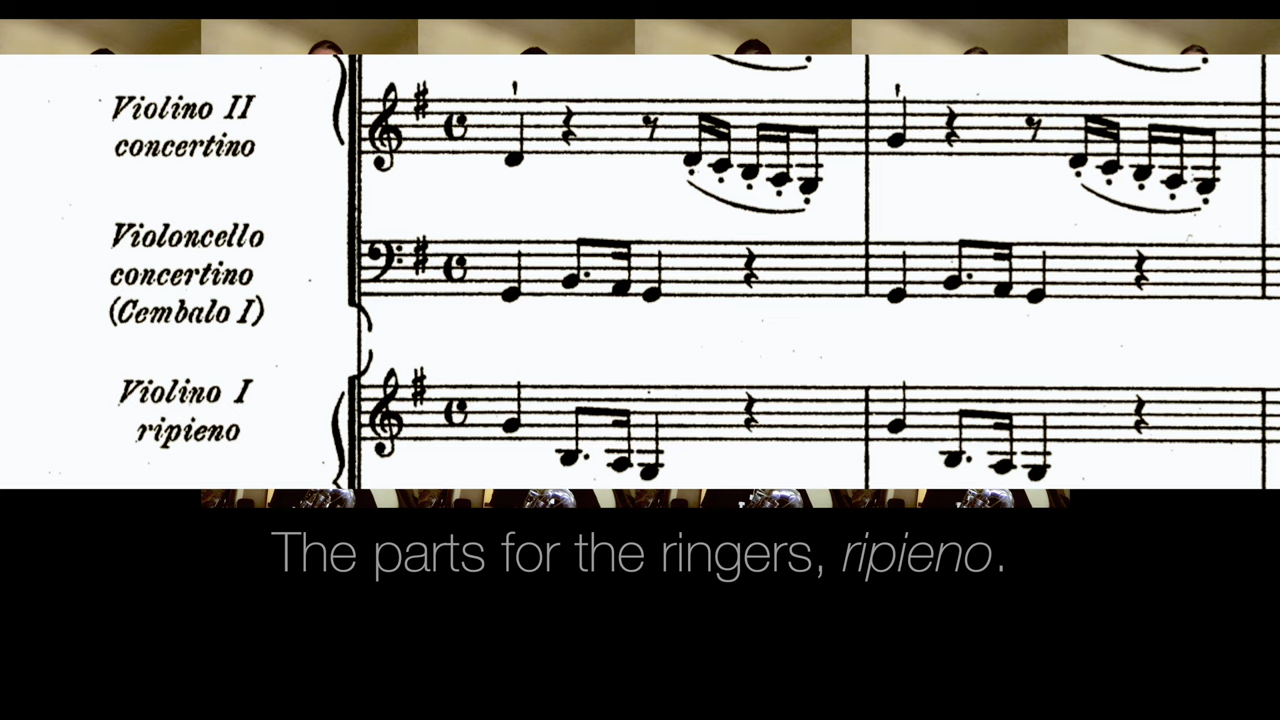 Violino II
concertino
Violoncello
concertino
(Cembalo I)
Violino I
ripieno
The parts for the ringers, ripieno.